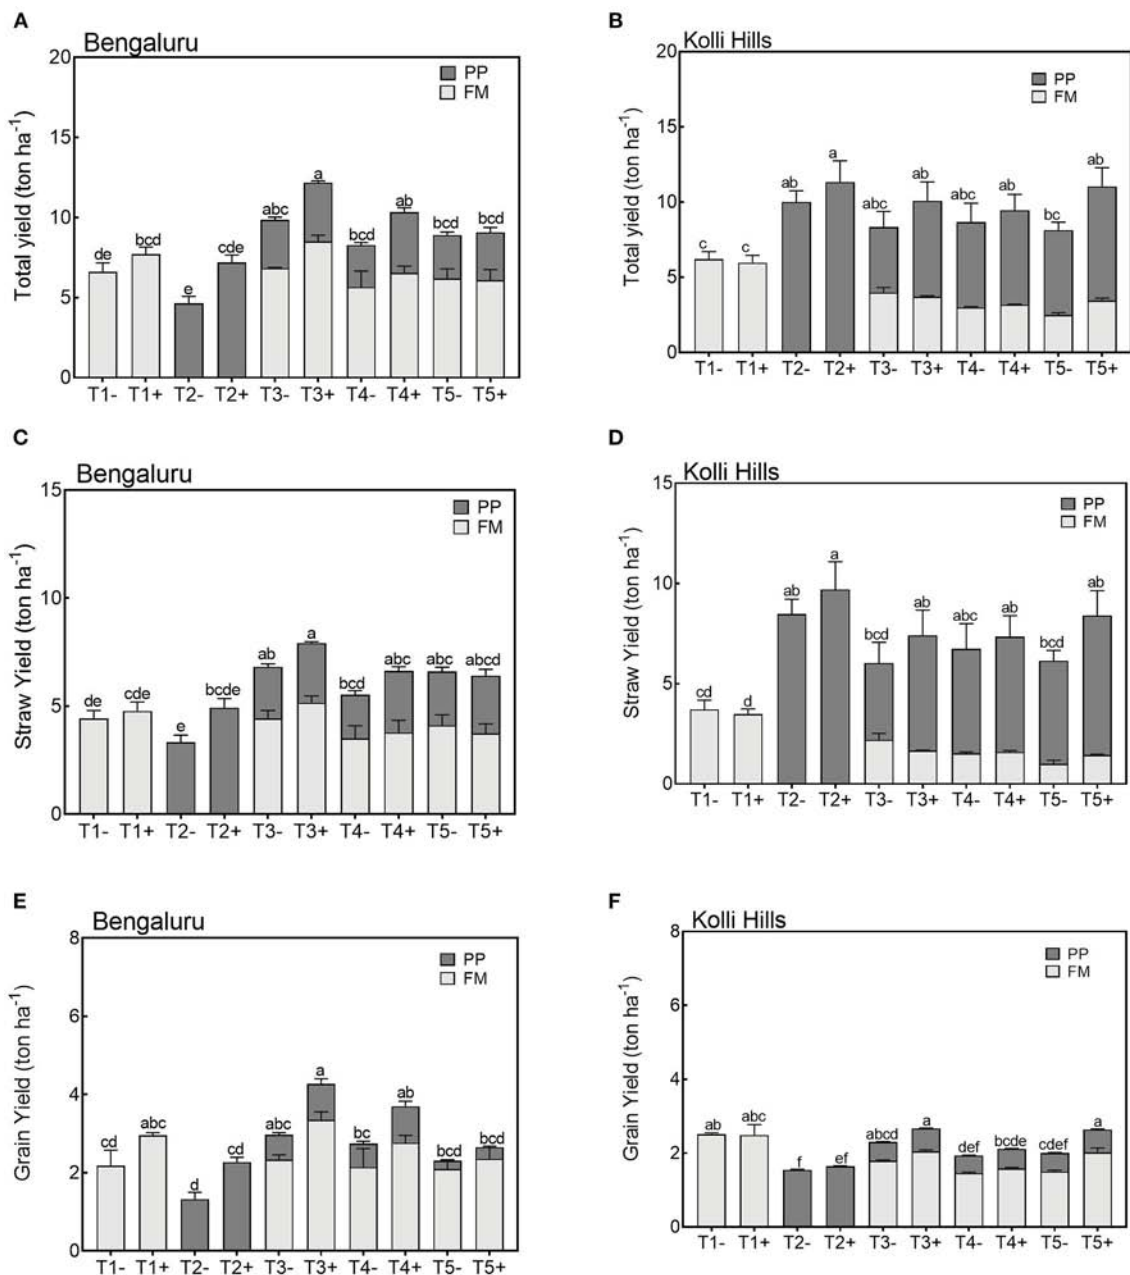 A
Bengaluru
Total yield (ton ha⁻¹)
20
15
10
5
0
PP
FM
de
bcd
e
cde
abc
a
bcd
ab
bcd
bcd
T1- T1+ T2- T2+ T3- T3+ T4- T4+ T5- T5+
B
Kolli Hills
Total yield (ton ha⁻¹)
20
15
10
5
0
PP
FM
c
c
ab
a
abc
ab
abc
ab
bc
ab
T1- T1+ T2- T2+ T3- T3+ T4- T4+ T5- T5+
C
Bengaluru
Straw Yield (ton ha⁻¹)
15
10
5
0
PP
FM
de
cde
e
bcde
ab
a
bcd
abc
abc
abcd
T1- T1+ T2- T2+ T3- T3+ T4- T4+ T5- T5+
D
Kolli Hills
Straw Yield (ton ha⁻¹)
15
10
5
0
PP
FM
cd
d
ab
a
bcd
ab
abc
ab
bcd
ab
T1- T1+ T2- T2+ T3- T3+ T4- T4+ T5- T5+
E
Bengaluru
Grain Yield (ton ha⁻¹)
8
6
4
2
0
PP
FM
cd
abc
d
cd
abc
a
bc
ab
bcd
bcd
T1- T1+ T2- T2+ T3- T3+ T4- T4+ T5- T5+
F
Kolli Hills
Grain Yield (ton ha⁻¹)
8
6
4
2
0
PP
FM
ab
abc
f
ef
abcd
a
def
bcde
cdef
a
T1- T1+ T2- T2+ T3- T3+ T4- T4+ T5- T5+